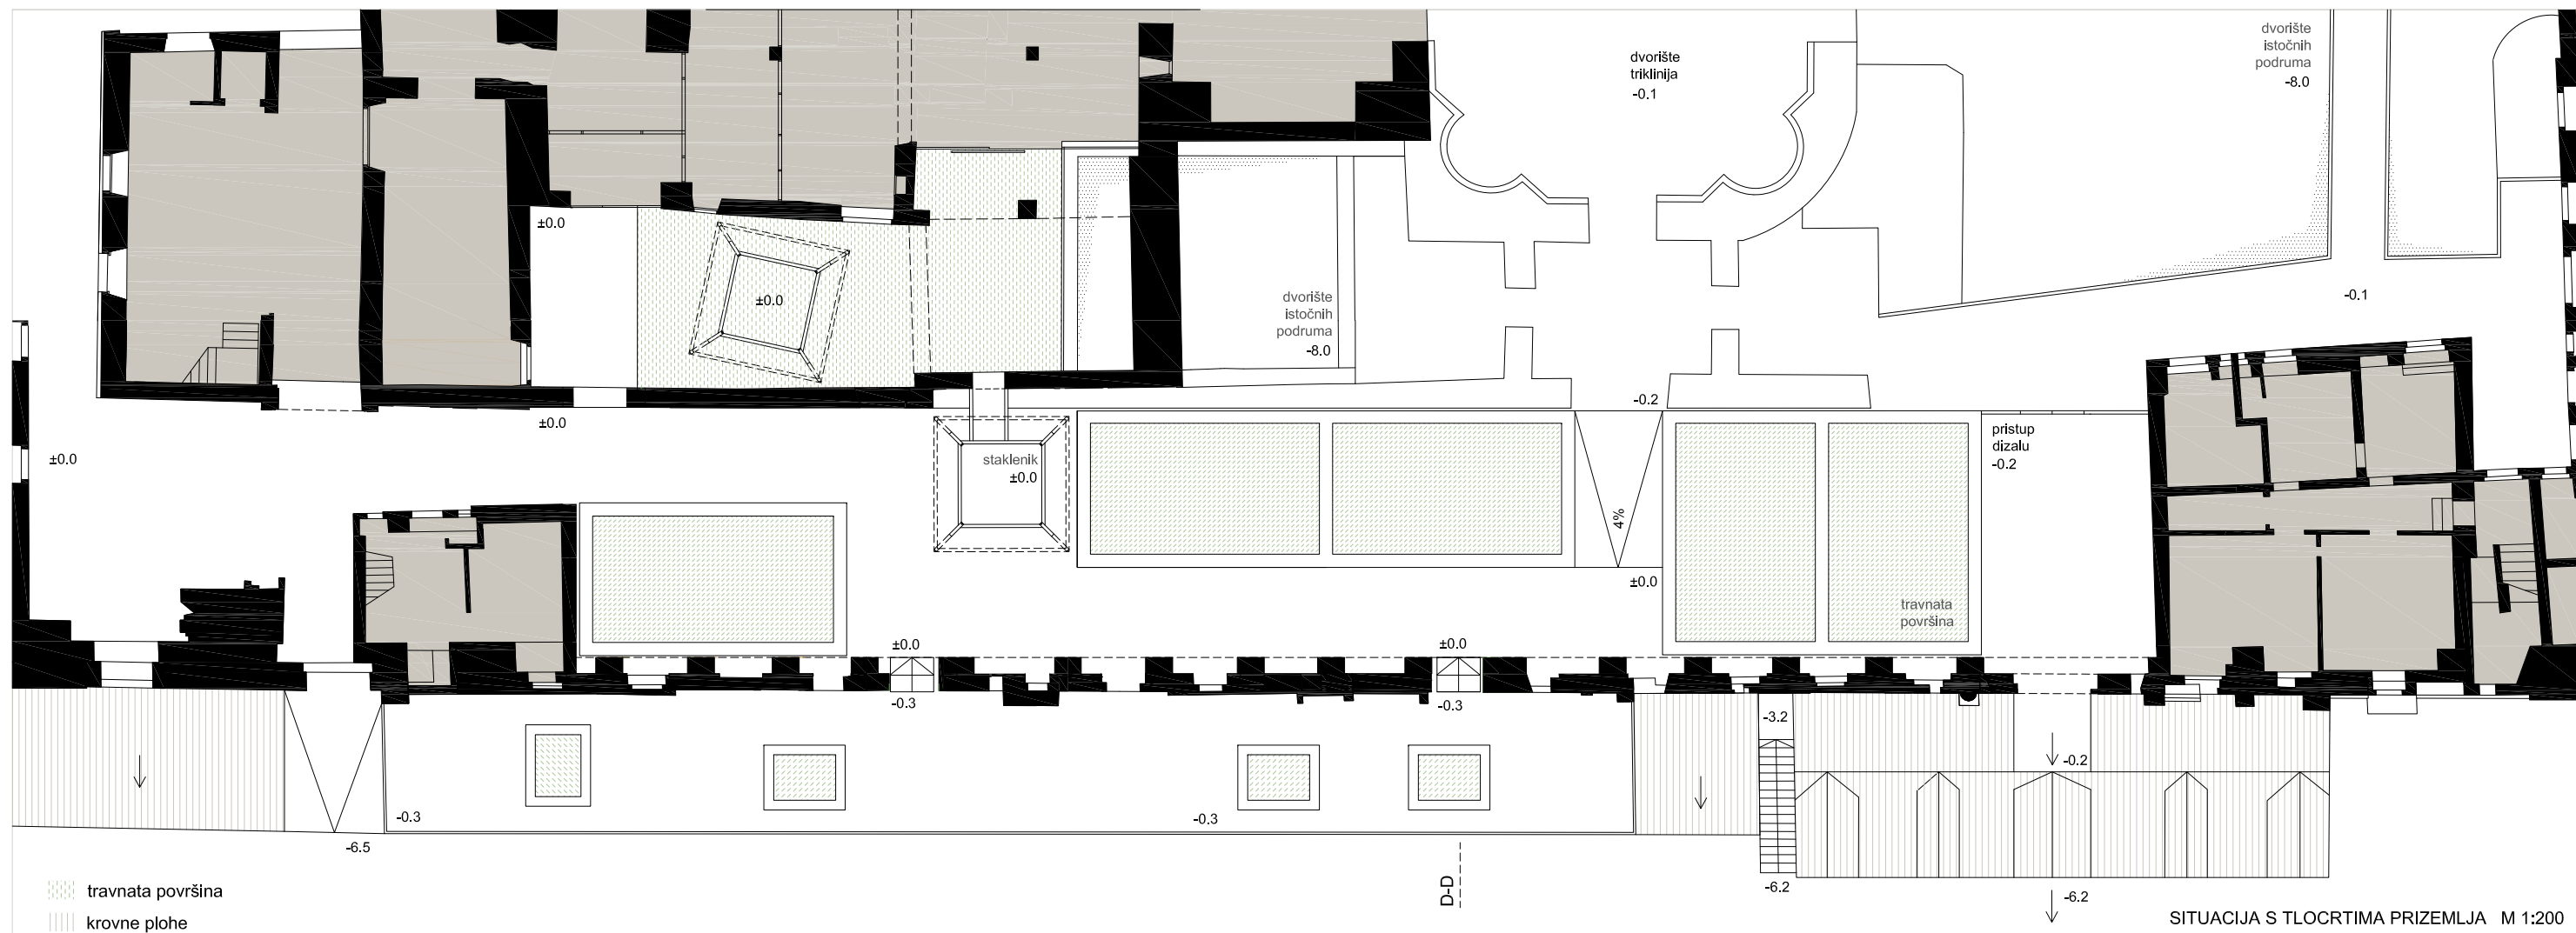 dvorište
istočnih
podruma
-8.0
dvorište
triklinija
-0.1
±0.0
±0.0
dvorište
istočnih
podruma
-8.0
-0.1
-0.2
±0.0
±0.0
staklenik
±0.0
pristup
dizalu
-0.2
4%
±0.0
travnata
površina
±0.0
±0.0
-0.3
-0.3
-3.2
-0.2
-0.3
-0.3
-6.5
-6.2
-6.2
D-D
travnata površina
krovne plohe
SITUACIJA S TLOCRTIMA PRIZEMLJA M 1:200